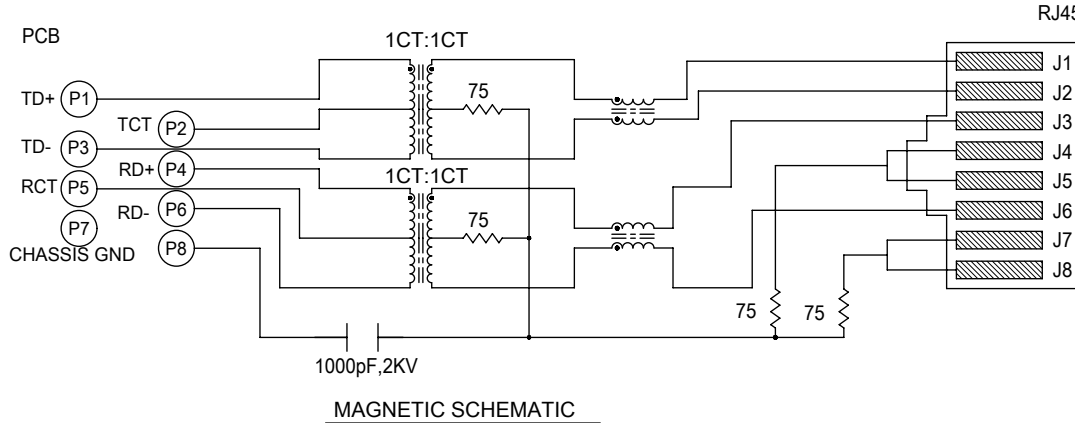 RJ45
PCB
1CT:1CT
J1
75
J2
TD+ P1
TCT P2
J3
TD- P3
J4
RD+ P4
1CT:1CT
J5
RCT P5
RD- P6
J6
75
P7
J7
CHASSIS GND P8
J8
75
75
1000pF,2KV
MAGNETIC SCHEMATIC